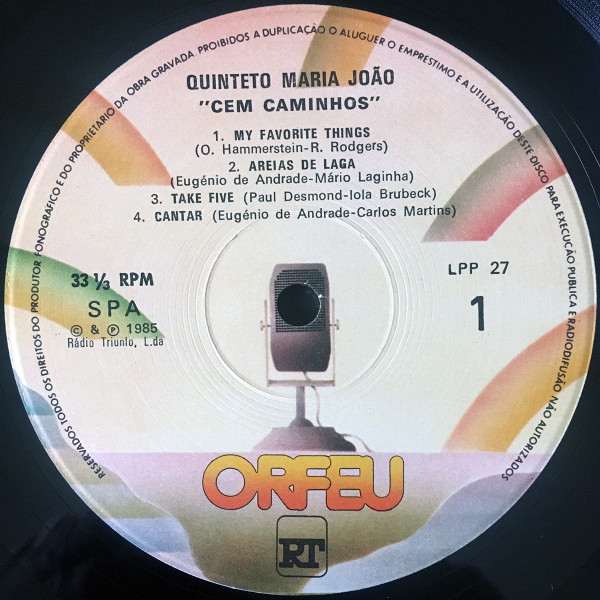 RESERVADOS TODOS OS DIREITOS DO PRODUTOR FONOGRAFICO E DO PROPRIETARIO DA OBRA GRAVADA. PROIBIDOS A DUPLICAÇÃO O ALUGUER O EMPRESTIMO E A UTILIZAÇÃO DESTE DISCO PARA EXECUÇÃO PUBLICA E RADIODIFUSÃO NÃO AUTORIZADOS
QUINTETO MARIA JOÃO
"CEM CAMINHOS"
1. MY FAVORITE THINGS
(O. Hammerstein-R. Rodgers)
2. AREIAS DE LAGA
(Eugénio de Andrade-Mário Laginha)
3. TAKE FIVE (Paul Desmond-Iola Brubeck)
4. CANTAR (Eugénio de Andrade-Carlos Martins)
33 1/3 RPM
SPA
© & ℗ 1985
Rádio Triunfo, L.da
LPP 27
1
ORFEU
RT